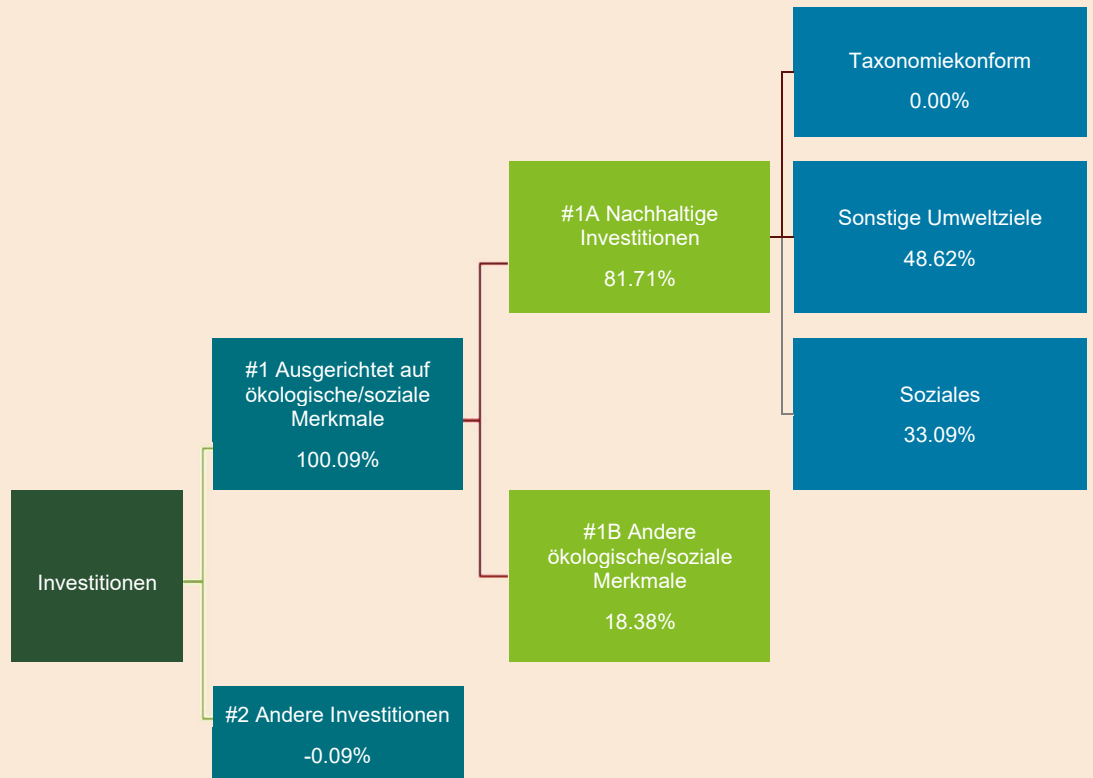 Taxonomiekonform
0.00%
#1A Nachhaltige
Investitionen
81.71%
Sonstige Umweltziele
48.62%
#1 Ausgerichtet auf
ökologische/soziale
Merkmale
100.09%
Soziales
33.09%
Investitionen
#1B Andere
ökologische/soziale
Merkmale
18.38%
#2 Andere Investitionen
-0.09%